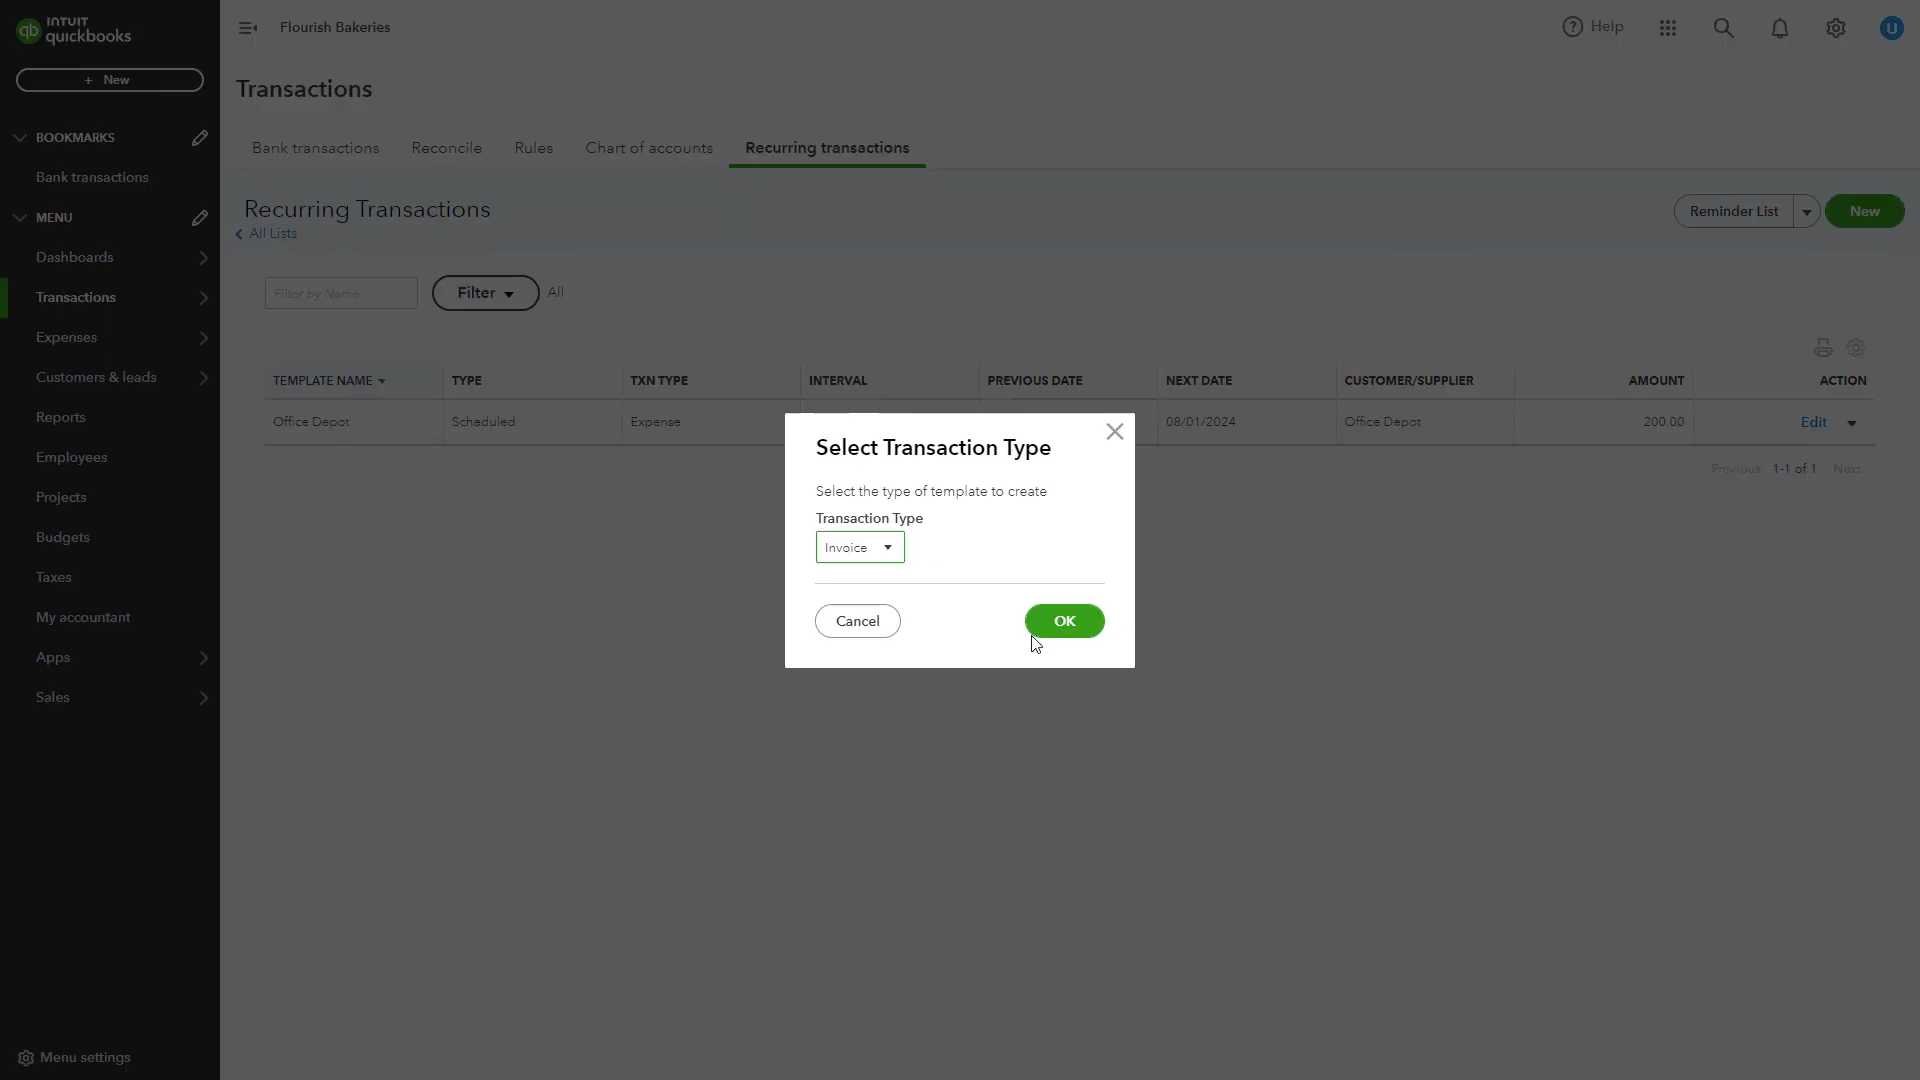 INTUIT
quickbooks
+ New
BOOKMARKS
Bank transactions
MENU
Dashboards
Transactions
Expenses
Customers & leads
Reports
Employees
Projects
Budgets
Taxes
My accountant
Apps
Sales
Menu settings
Flourish Bakeries
Help
U
Transactions
Bank transactions Reconcile Rules Chart of accounts Recurring transactions
Recurring Transactions
All Lists
Reminder List New
Filter by Name Filter All
TEMPLATE NAME TYPE TXN TYPE INTERVAL PREVIOUS DATE NEXT DATE CUSTOMER/SUPPLIER AMOUNT ACTION
Office Depot Scheduled Expense 08/01/2024 Office Depot 200.00 Edit
Previous 1-1 of 1 Next
Select Transaction Type
Select the type of template to create
Transaction Type
Invoice
Cancel OK